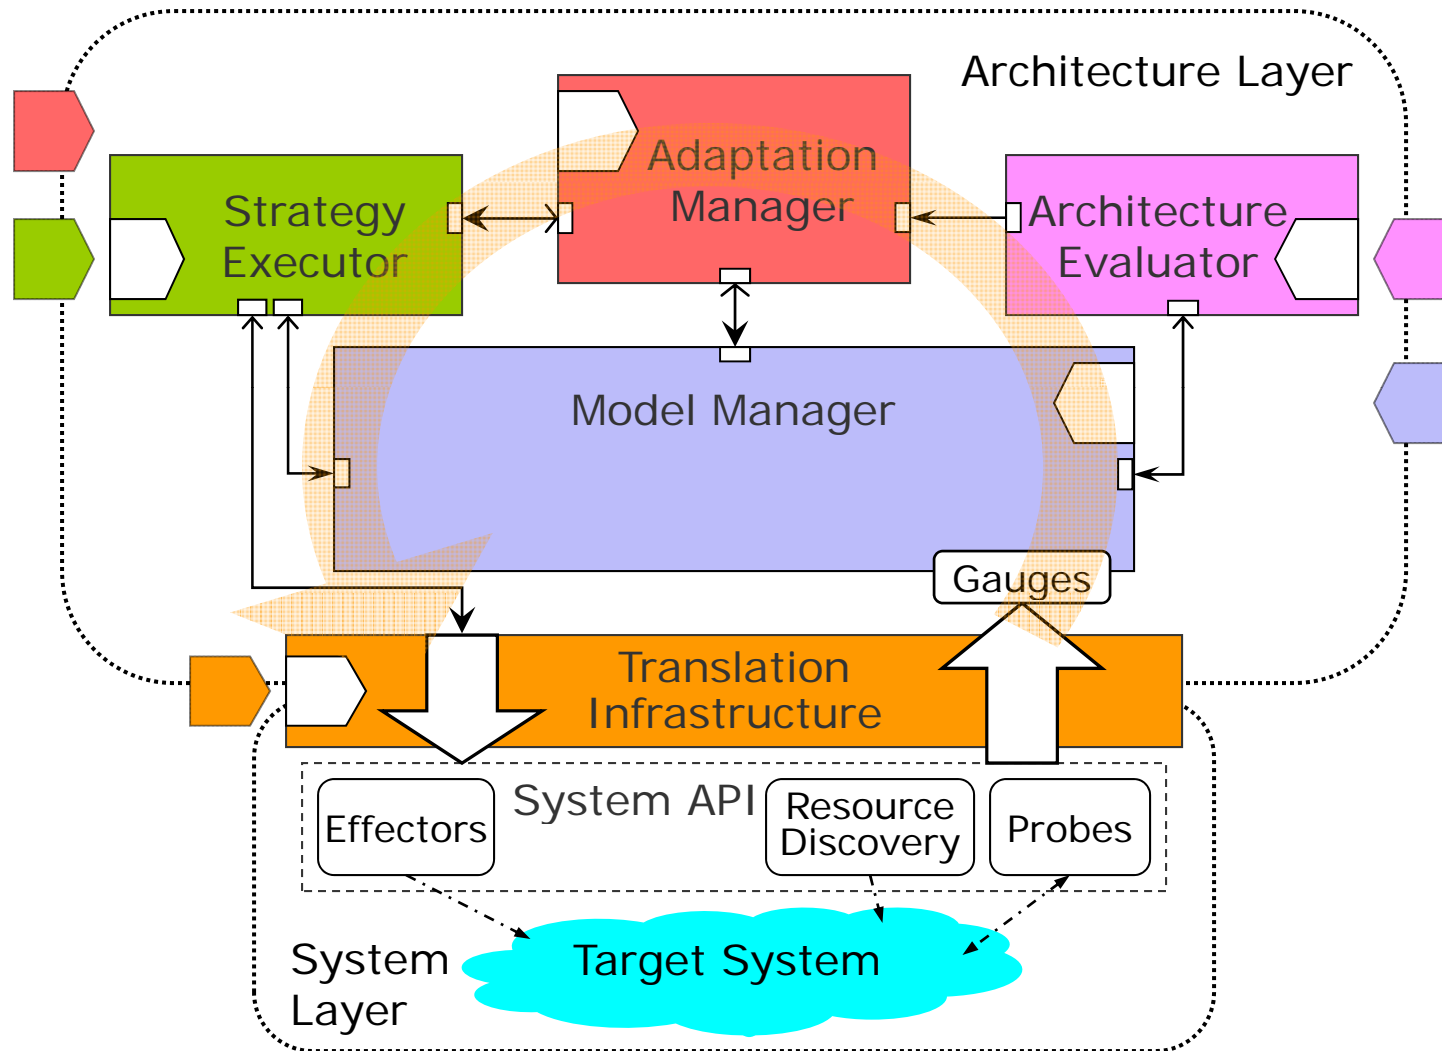 Architecture Layer
Adaptation
Manager
Strategy
Executor
Architecture
Evaluator
Model Manager
Gauges
Translation
Infrastructure
System API
Effectors
Resource
Discovery
Probes
Target System
System
Layer